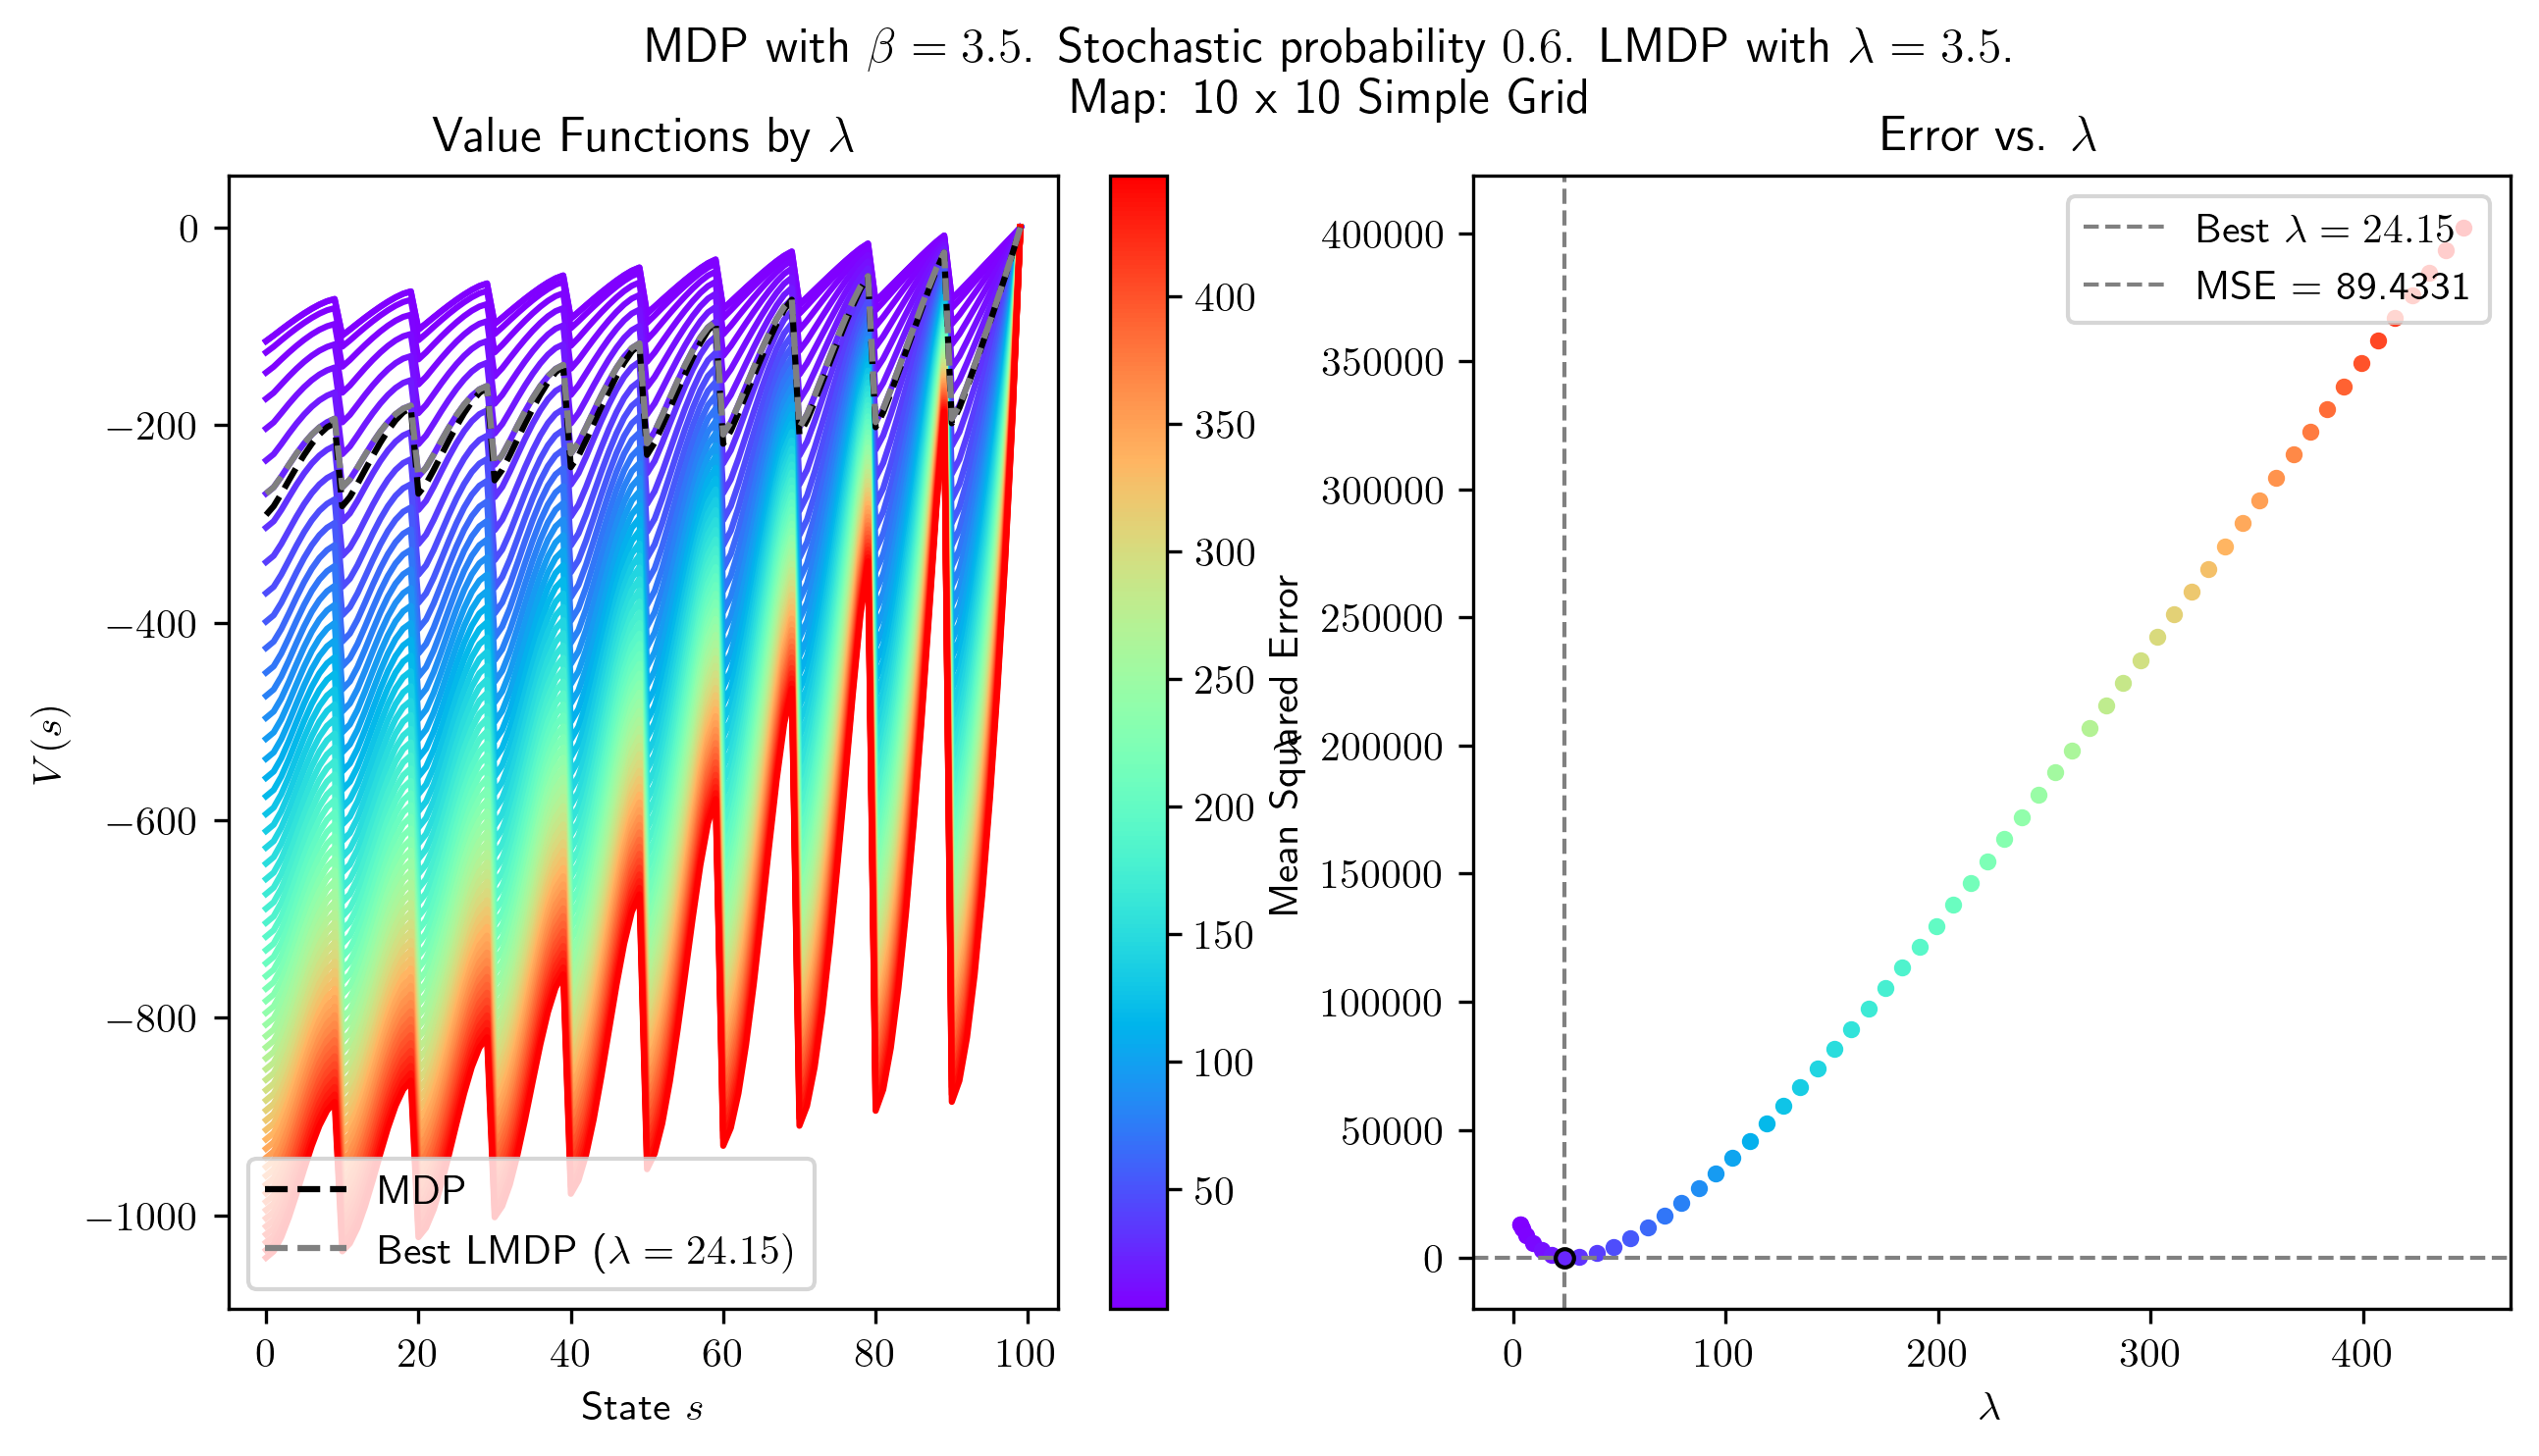 MDP with β = 3.5. Stochastic probability 0.6. LMDP with λ = 3.5.
Map: 10 x 10 Simple Grid
Value Functions by λ
V(s)
0
−200
−400
−600
−800
−1000
MDP
Best LMDP (λ = 24.15)
0 20 40 60 80 100
State s
400
350
300
250
200
150
100
50
λ
Error vs. λ
Mean Squared Error
400000
350000
300000
250000
200000
150000
100000
50000
0
Best λ = 24.15
MSE = 89.4331
0 100 200 300 400
λ